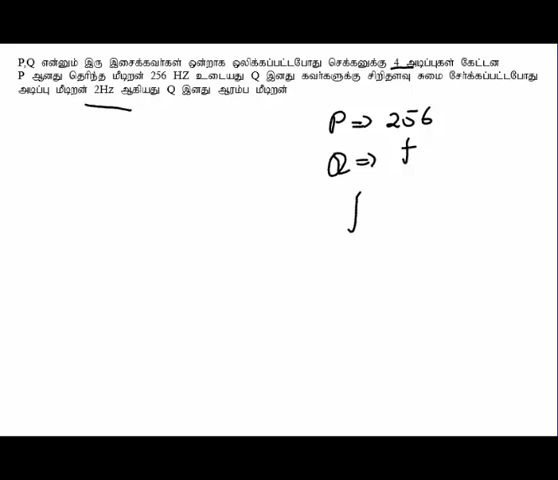 P,Q என்னும் இரு இசைக்கவர்கள் ஒன்றாக ஒலிக்கப்பட்டபோது செக்கனுக்கு 4 அடிப்புகள் கேட்டன
P ஆனது தெரிந்த மீடிறன் 256 HZ உடையது Q இனது கவர்களுக்கு சிறிதளவு சுமை சேர்க்கப்பட்டபோது
அடிப்பு மீடிறன் 2Hz ஆகியது Q இனது ஆரம்ப மீடிறன்
P => 256
Q => f